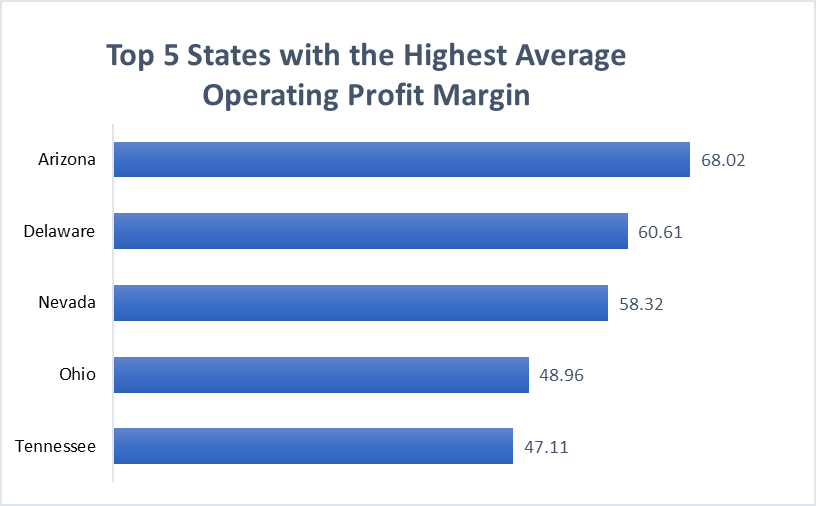 Top 5 States with the Highest Average
Operating Profit Margin
Arizona 68.02
Delaware 60.61
Nevada 58.32
Ohio 48.96
Tennessee 47.11